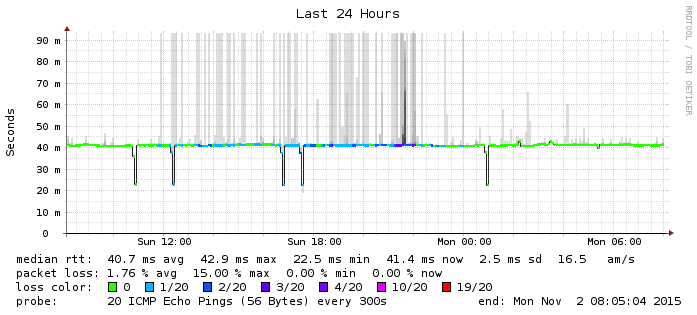 Last 24 Hours
RRDTOOL / TOBI OETIKER
Seconds
90 m
80 m
70 m
60 m
50 m
40 m
30 m
20 m
10 m
0
Sun 12:00 Sun 18:00 Mon 00:00 Mon 06:00
median rtt: 40.7 ms avg 42.9 ms max 22.5 ms min 41.4 ms now 2.5 ms sd 16.5 am/s
packet loss: 1.76 % avg 15.00 % max 0.00 % min 0.00 % now
loss color: 0 1/20 2/20 3/20 4/20 10/20 19/20
probe: 20 ICMP Echo Pings (56 Bytes) every 300s end: Mon Nov 2 08:05:04 2015